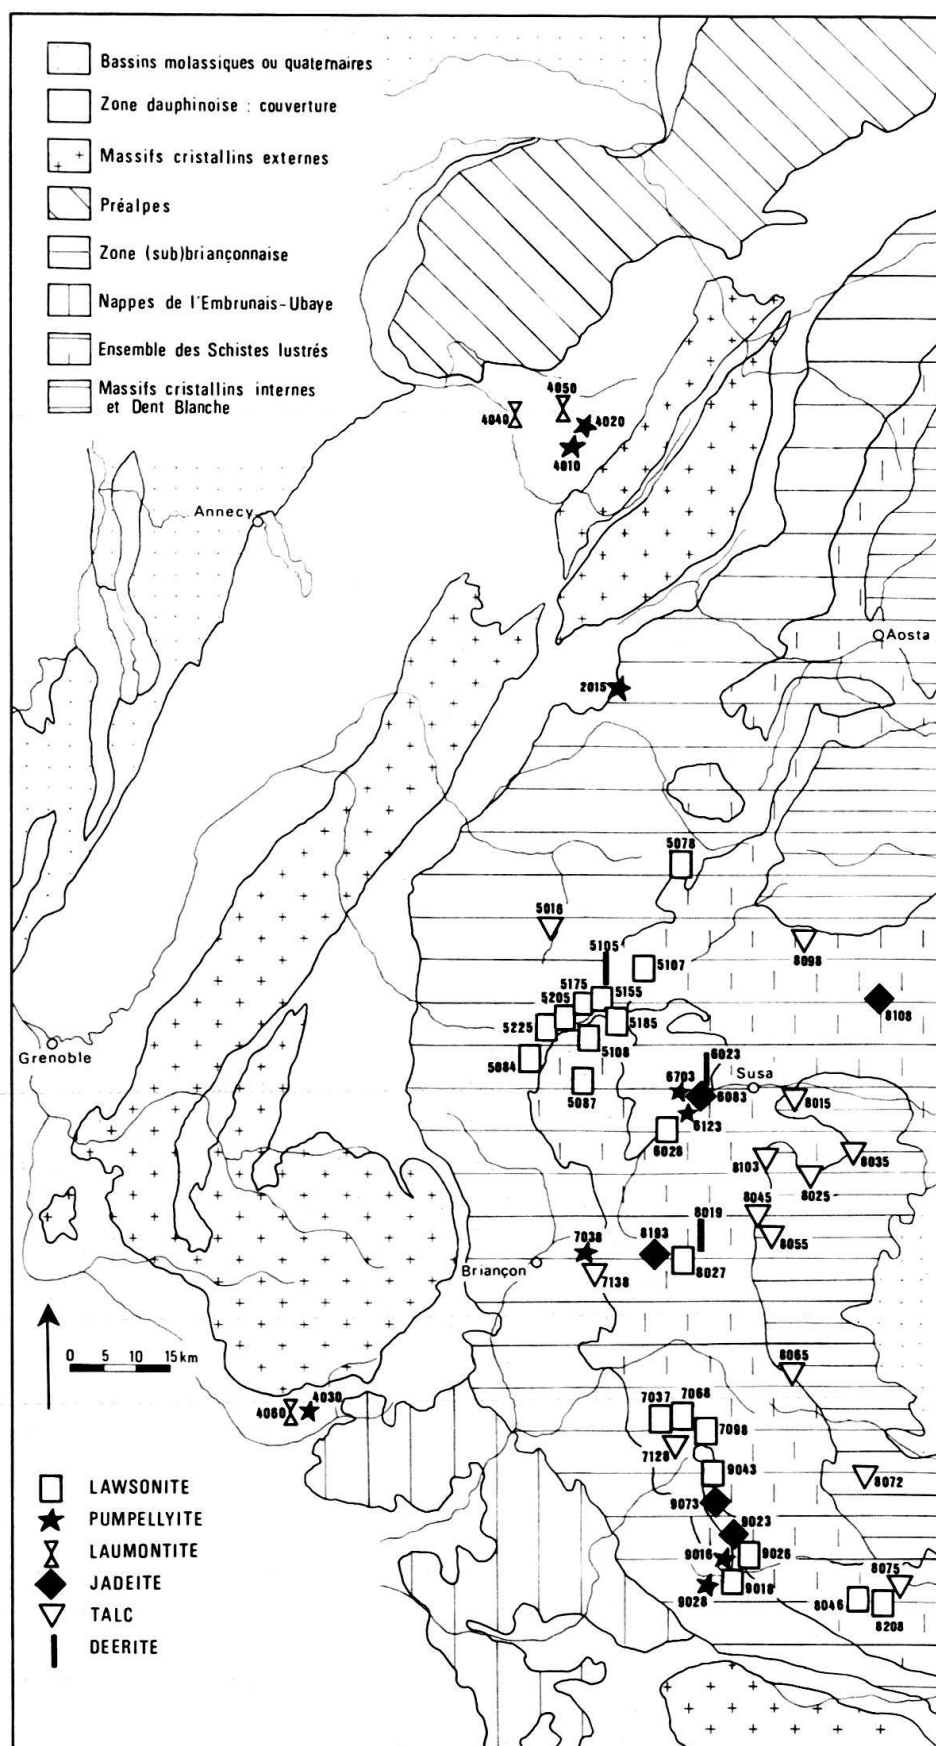 Bassins molassiques ou quaternaires
Zone dauphinoise : couverture
Massifs cristallins externes
Préalpes
Zone (sub)briançonnaise
Nappes de l'Embrunais-Ubaye
Ensemble des Schistes lustrés
Massifs cristallins internes
et Dent Blanche
4050
4040
4020
4010
Annecy
Aosta
2015
5078
5016
5105
5107
8098
5175
5155
5205
8108
5225
5185
Grenoble
5108
5084
6023
Susa
6703
5087
6083
8015
6123
6028
8103
8035
8025
8045
8019
8055
7038
8193
Briançon
8027
7138
0 5 10 15 km
8065
4030
4060
7037
7068
7098
7128
9043
8072
9073
9023
9016
9026
8075
9028
9018
8046
8208
LAWSONITE
PUMPELLYITE
LAUMONTITE
JADEITE
TALC
DEERITE